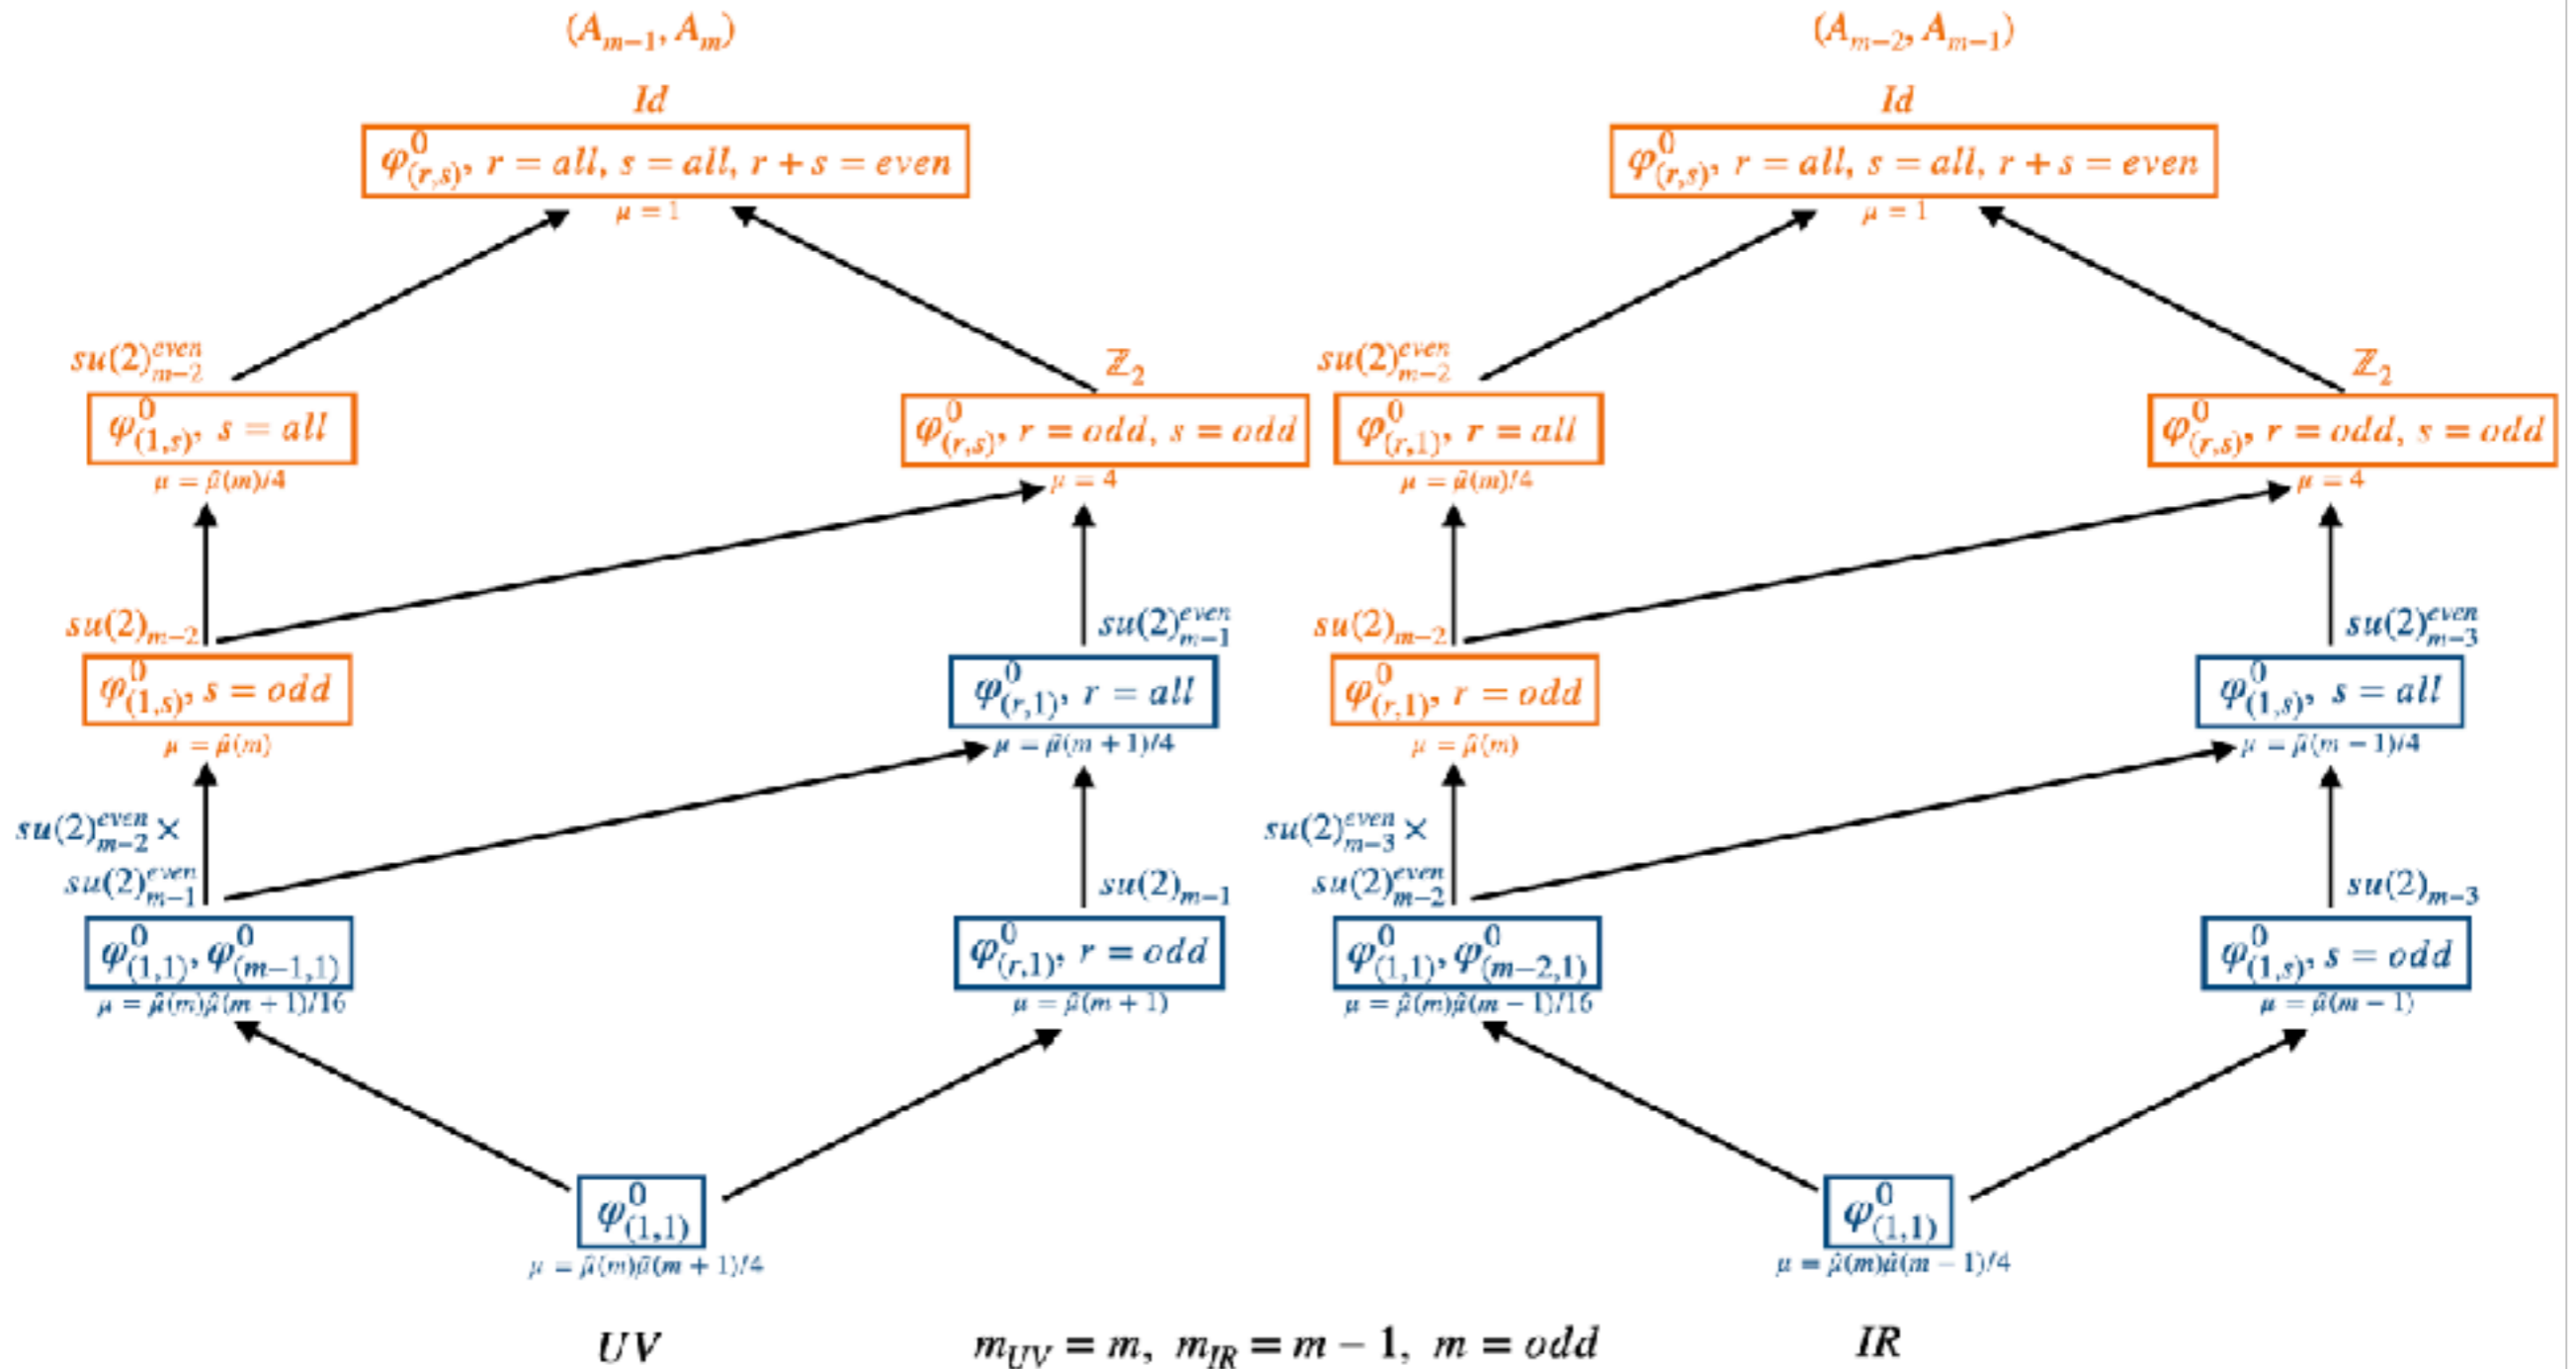 (A_{m−1}, A_m)
(A_{m−2}, A_{m−1})
Id
Id
φ^0_{(r,s)}, r = all, s = all, r + s = even
φ^0_{(r,s)}, r = all, s = all, r + s = even
μ = 1
μ = 1
su(2)^{even}_{m−2}
ℤ_2
su(2)^{even}_{m−2}
ℤ_2
φ^0_{(1,s)}, s = all
φ^0_{(r,s)}, r = odd, s = odd
φ^0_{(r,1)}, r = all
φ^0_{(r,s)}, r = odd, s = odd
μ = μ̂(m)/4
μ = 4
μ = μ̂(m)/4
μ = 4
su(2)_{m−2}
su(2)^{even}_{m−1}
su(2)_{m−2}
su(2)^{even}_{m−3}
φ^0_{(1,s)}, s = odd
φ^0_{(r,1)}, r = all
φ^0_{(r,1)}, r = odd
φ^0_{(1,s)}, s = all
μ = μ̂(m)
μ = μ̂(m + 1)/4
μ = μ̂(m)
μ = μ̂(m − 1)/4
su(2)^{even}_{m−2} ×
su(2)^{even}_{m−1}
su(2)_{m−1}
su(2)^{even}_{m−3} ×
su(2)^{even}_{m−2}
su(2)_{m−3}
φ^0_{(1,1)}, φ^0_{(m−1,1)}
φ^0_{(r,1)}, r = odd
φ^0_{(1,1)}, φ^0_{(m−2,1)}
φ^0_{(1,s)}, s = odd
μ = μ̂(m)μ̂(m + 1)/16
μ = μ̂(m + 1)
μ = μ̂(m)μ̂(m − 1)/16
μ = μ̂(m − 1)
φ^0_{(1,1)}
φ^0_{(1,1)}
μ = μ̂(m)μ̂(m + 1)/4
μ = μ̂(m)μ̂(m − 1)/4
UV
m_{UV} = m, m_{IR} = m − 1, m = odd
IR